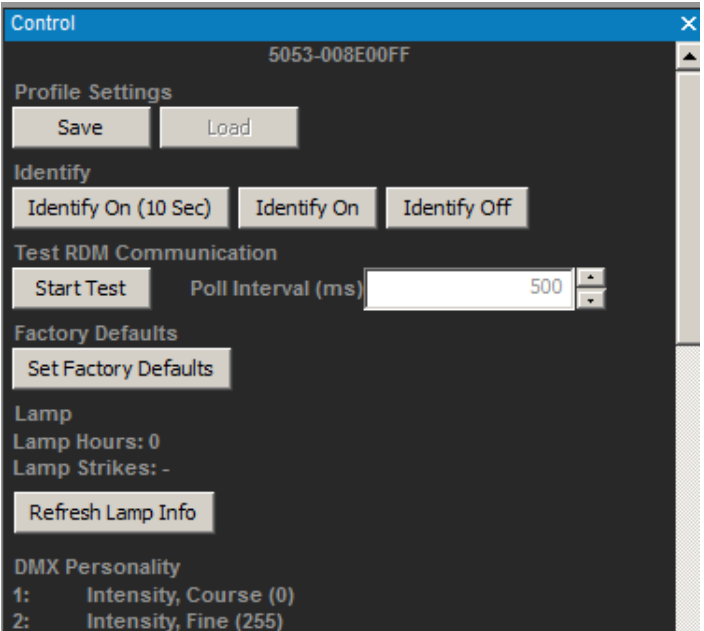 Control
5053-008E00FF
Profile Settings
Save Load
Identify
Identify On (10 Sec) Identify On Identify Off
Test RDM Communication
Start Test Poll Interval (ms) 500
Factory Defaults
Set Factory Defaults
Lamp
Lamp Hours: 0
Lamp Strikes: -
Refresh Lamp Info
DMX Personality
1: Intensity, Course (0)
2: Intensity, Fine (255)